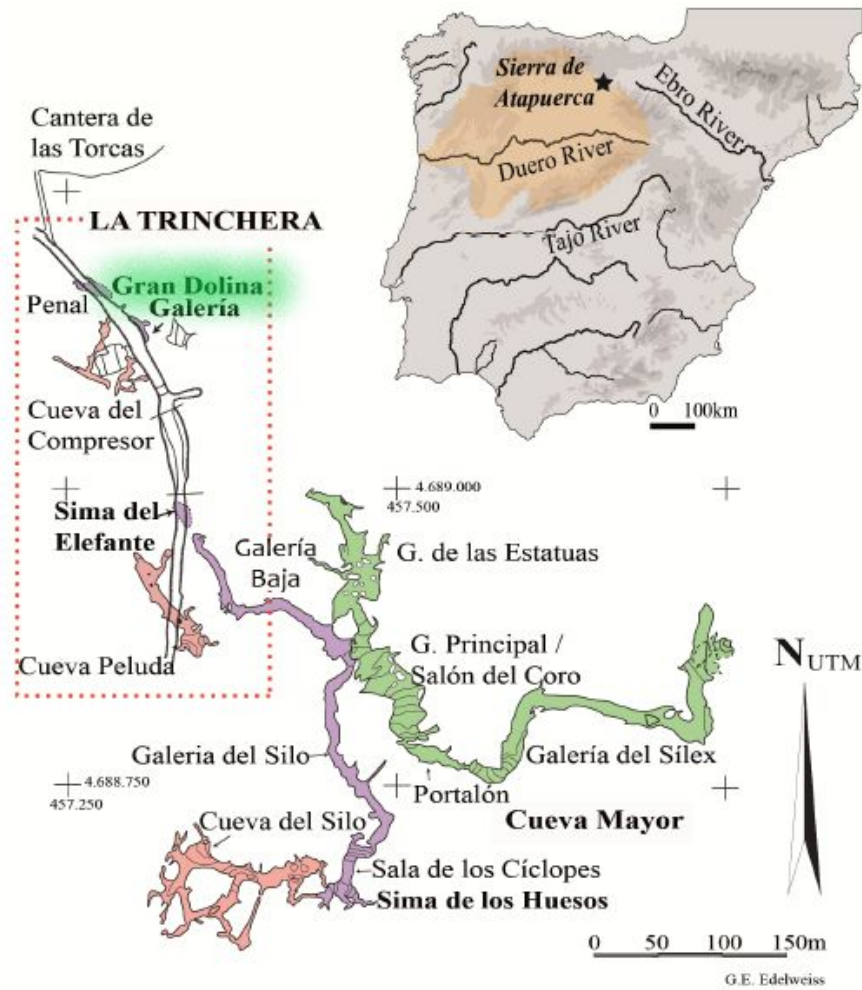 Cantera de
las Torcas
LA TRINCHERA
Gran Dolina
Penal
Galería
Cueva del
Compresor
Sima del
Elefante
Cueva Peluda
Sierra de
Atapuerca
Ebro River
Duero River
Tajo River
0 100km
4.689.000
457.500
Galería
Baja
G. de las Estatuas
G. Principal /
Salón del Coro
N UTM
Galeria del Silo
Galería del Sílex
4.688.750
457.250
Portalón
Cueva Mayor
Cueva del Silo
Sala de los Cíclopes
Sima de los Huesos
0 50 100 150m
G.E. Edelweiss